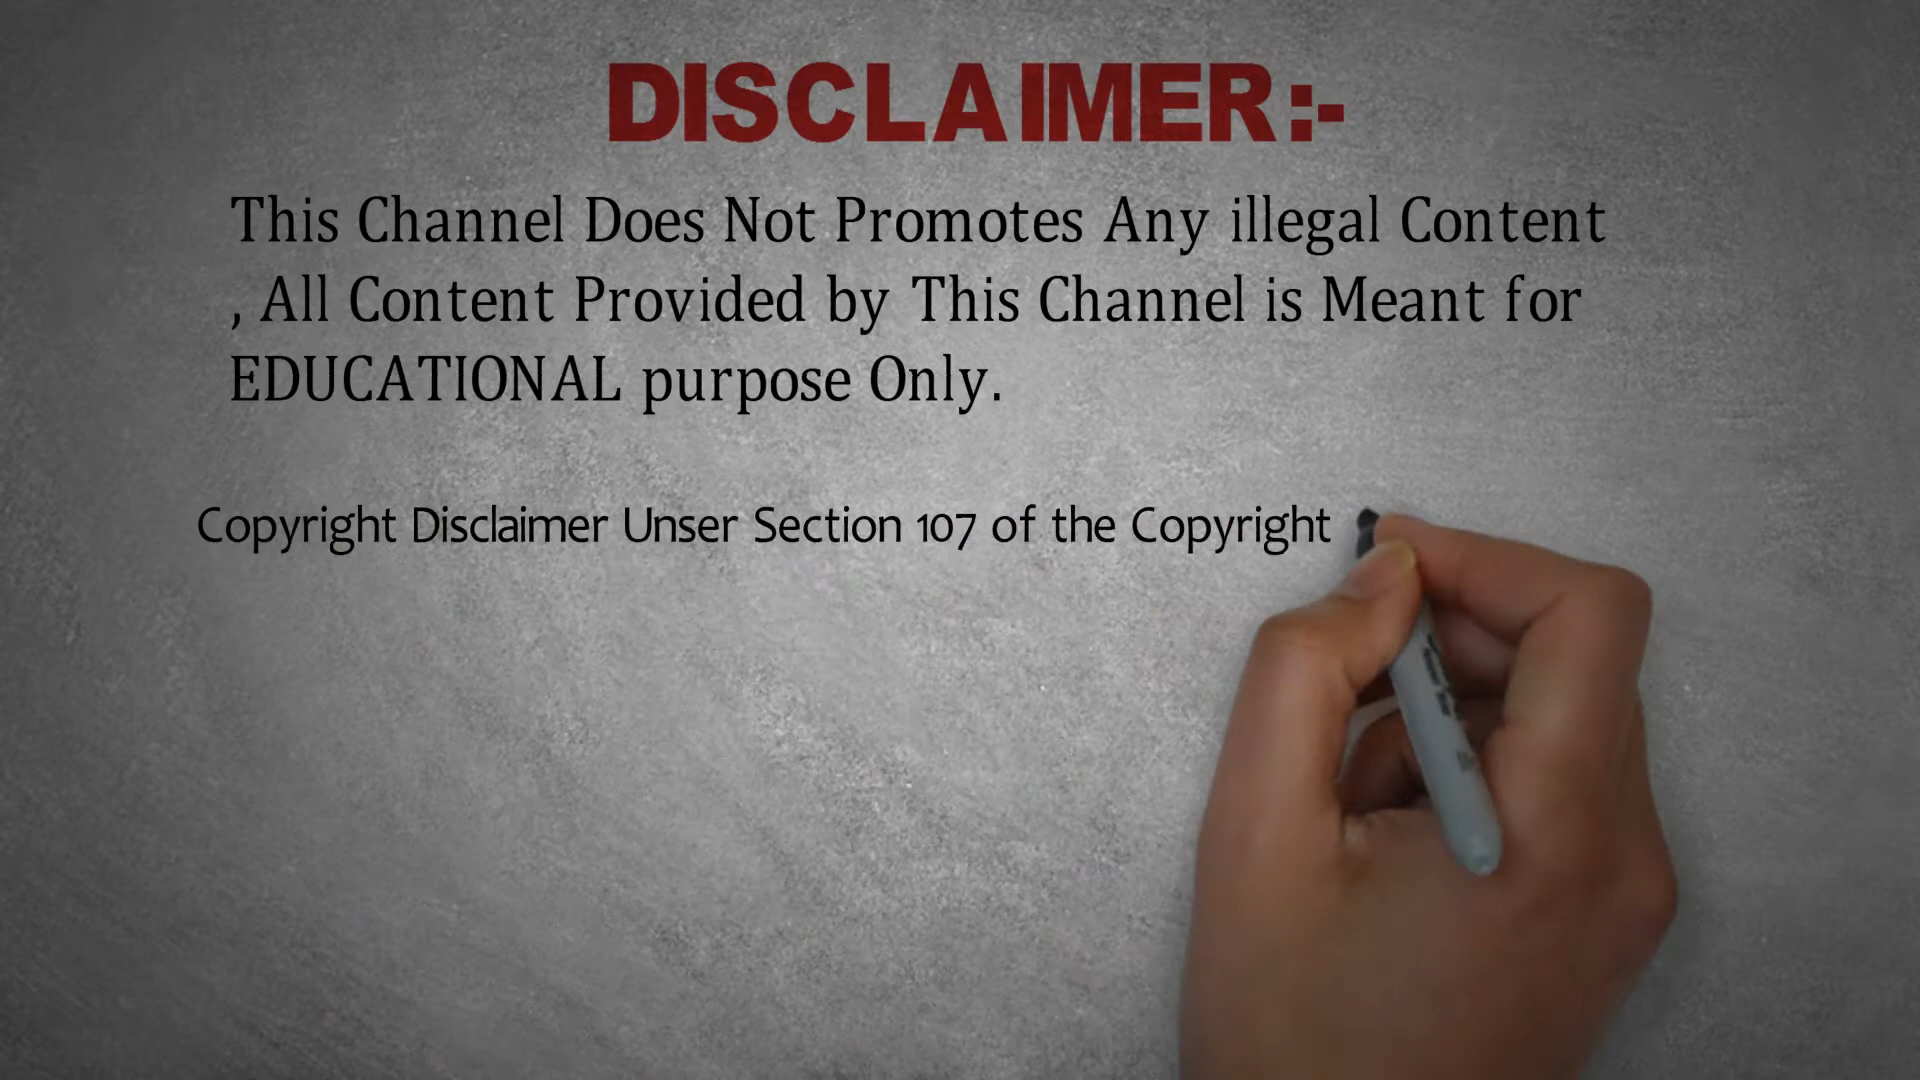 DISCLAIMER:-
This Channel Does Not Promotes Any illegal Content
, All Content Provided by This Channel is Meant for
EDUCATIONAL purpose Only.
Copyright Disclaimer Unser Section 107 of the Copyright